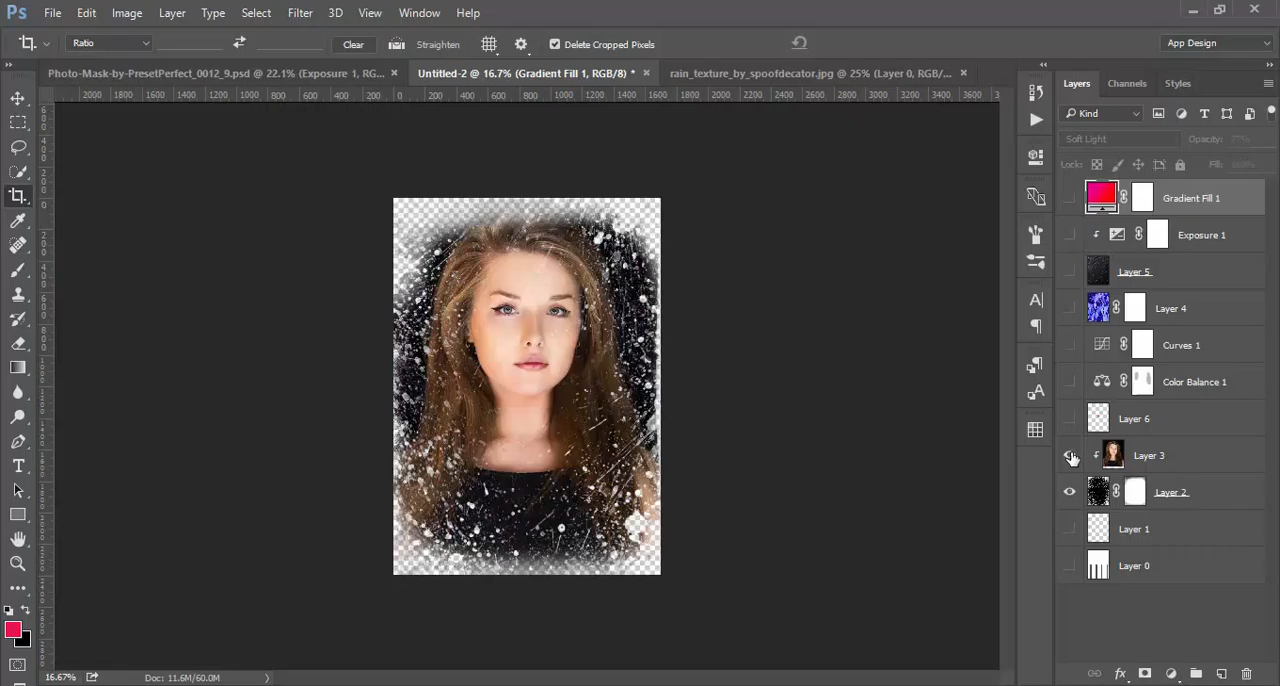 Ps File Edit Image Layer Type Select Filter 3D View Window Help
Ratio Clear Straighten Delete Cropped Pixels App Design
Photo-Mask-by-PresetPerfect_0012_9.psd @ 22.1% (Exposure 1, RG... × Untitled-2 @ 16.7% (Gradient Fill 1, RGB/8) * × rain_texture_by_spoofdecator.jpg @ 25% (Layer 0, RGB/... ×
2000 1800 1600 1400 1200 1000 800 600 400 200 0 200 400 600 800 1000 1200 1400 1600 1800 2000 2200 2400 2600 2800 3000 3200 3400 3600
Layers Channels Styles
Kind
Soft Light Opacity: 77%
Lock: Fill: 100%
Gradient Fill 1
Exposure 1
Layer 5
Layer 4
Curves 1
Color Balance 1
Layer 6
Layer 3
Layer 2
Layer 1
Layer 0
16.67% Doc: 11.6M/60.0M